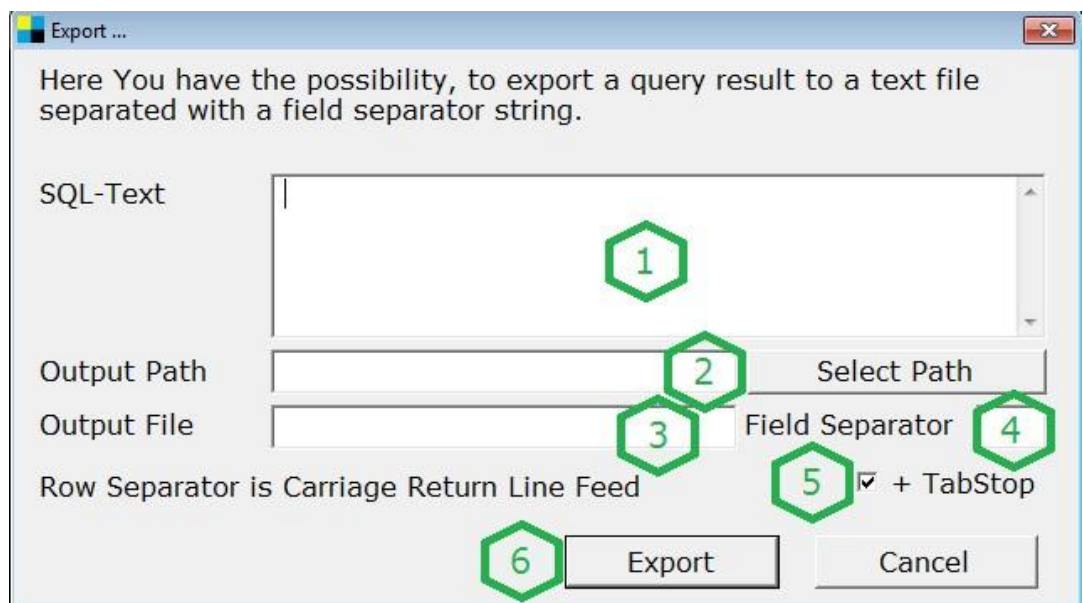 Export ...
Here You have the possibility, to export a query result to a text file
separated with a field separator string.
SQL-Text
1
Output Path 2 Select Path
Output File 3 Field Separator 4
Row Separator is Carriage Return Line Feed 5 + TabStop
6 Export Cancel